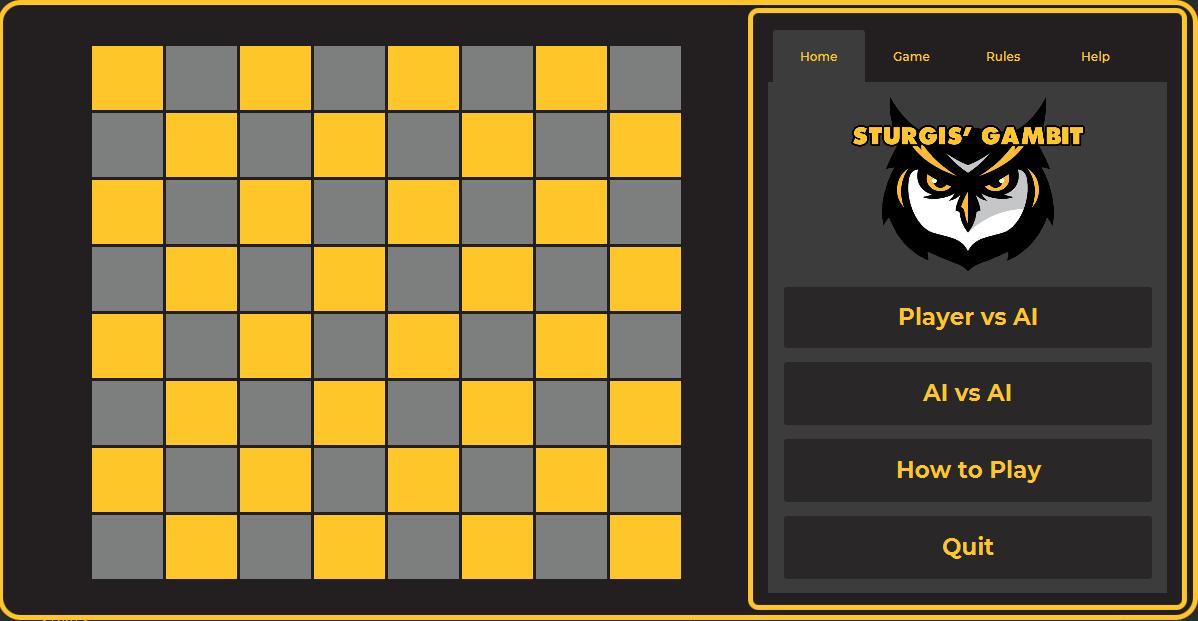 Home Game Rules Help
STURGIS' GAMBIT
Player vs AI
AI vs AI
How to Play
Quit